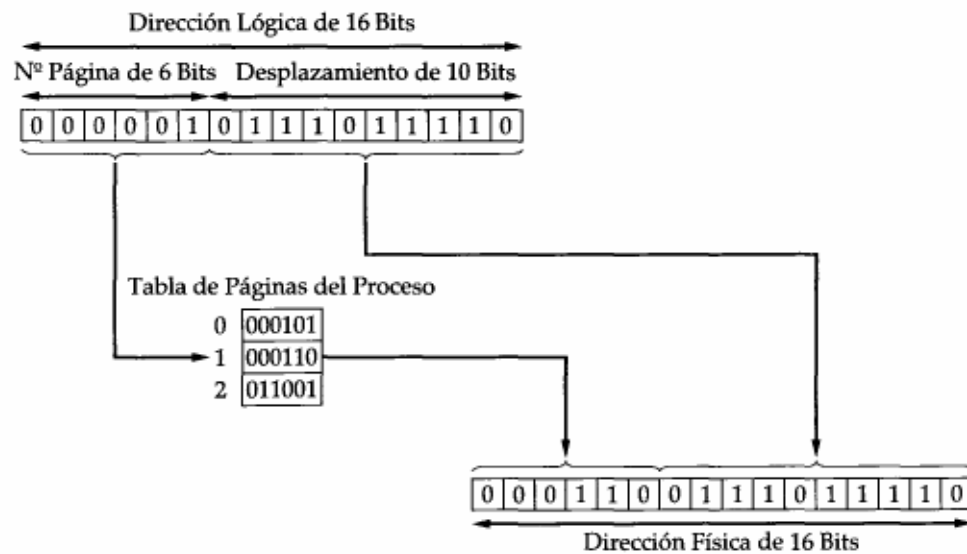 Dirección Lógica de 16 Bits
Nº Página de 6 Bits Desplazamiento de 10 Bits
0 0 0 0 0 1 0 1 1 1 0 1 1 1 1 0
Tabla de Páginas del Proceso
0 000101
1 000110
2 011001
0 0 0 1 1 0 0 1 1 1 0 1 1 1 1 0
Dirección Física de 16 Bits